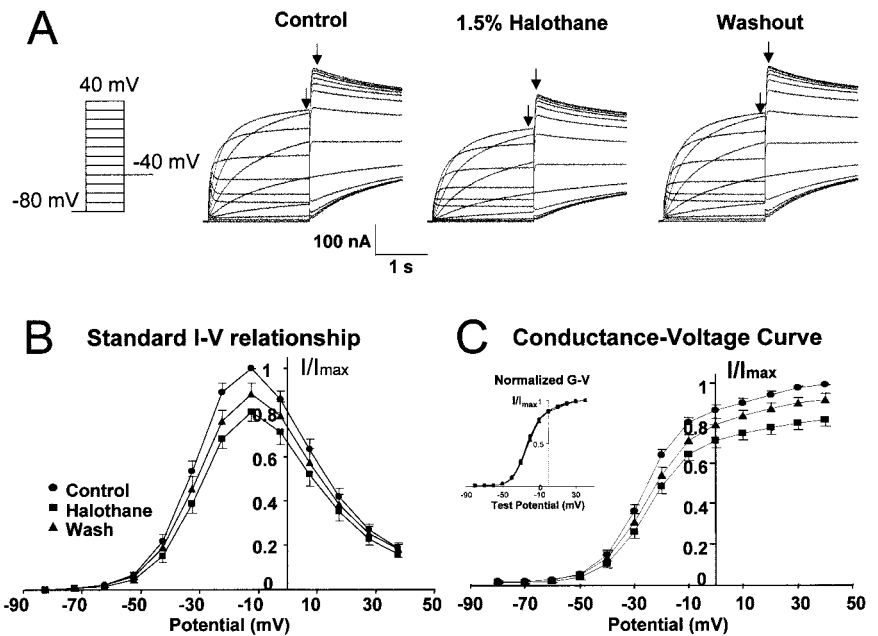 A
Control
1.5% Halothane
Washout
40 mV
-40 mV
-80 mV
100 nA
1 s
B
Standard I-V relationship
I/Imax
1
0.8
0.6
0.4
0.2
0
Control
Halothane
Wash
-90
-70
-50
-30
-10
10
30
50
Potential (mV)
C
Conductance-Voltage Curve
I/Imax
1
0.8
0.6
0.4
0.2
0
Normalized G-V
I/Imax
1
0.5
-90
-50
-40
0
30
Test Potential (mV)
-90
-70
-50
-30
-10
10
30
50
Potential (mV)